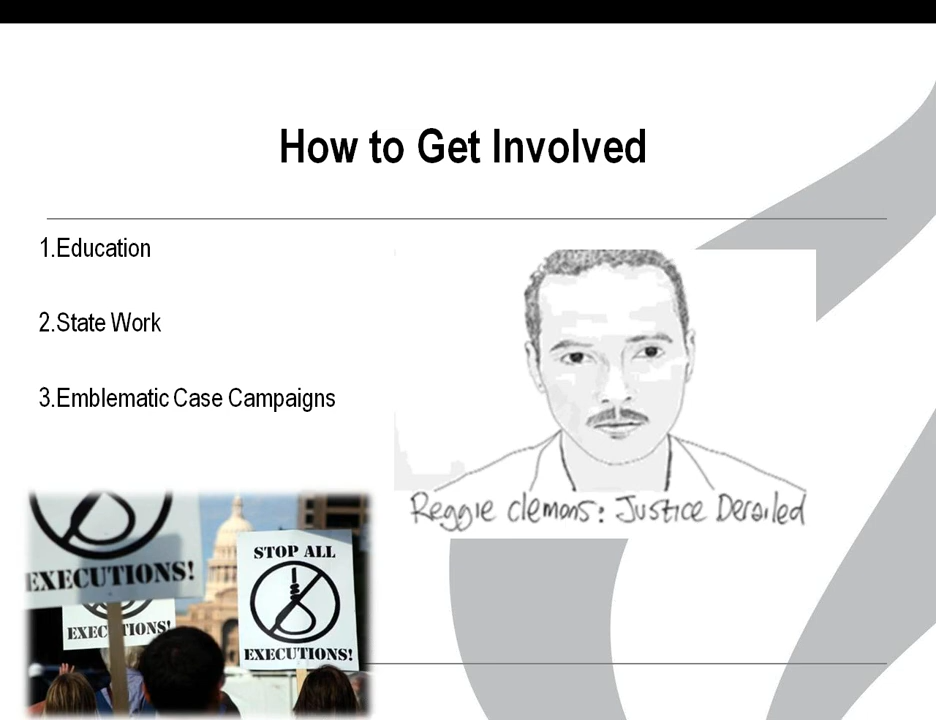 How to Get Involved
1.Education
2.State Work
3.Emblematic Case Campaigns
Reggie Clemons: Justice Derailed
EXECUTIONS!
EXECUTIONS!
STOP ALL
EXECUTIONS!